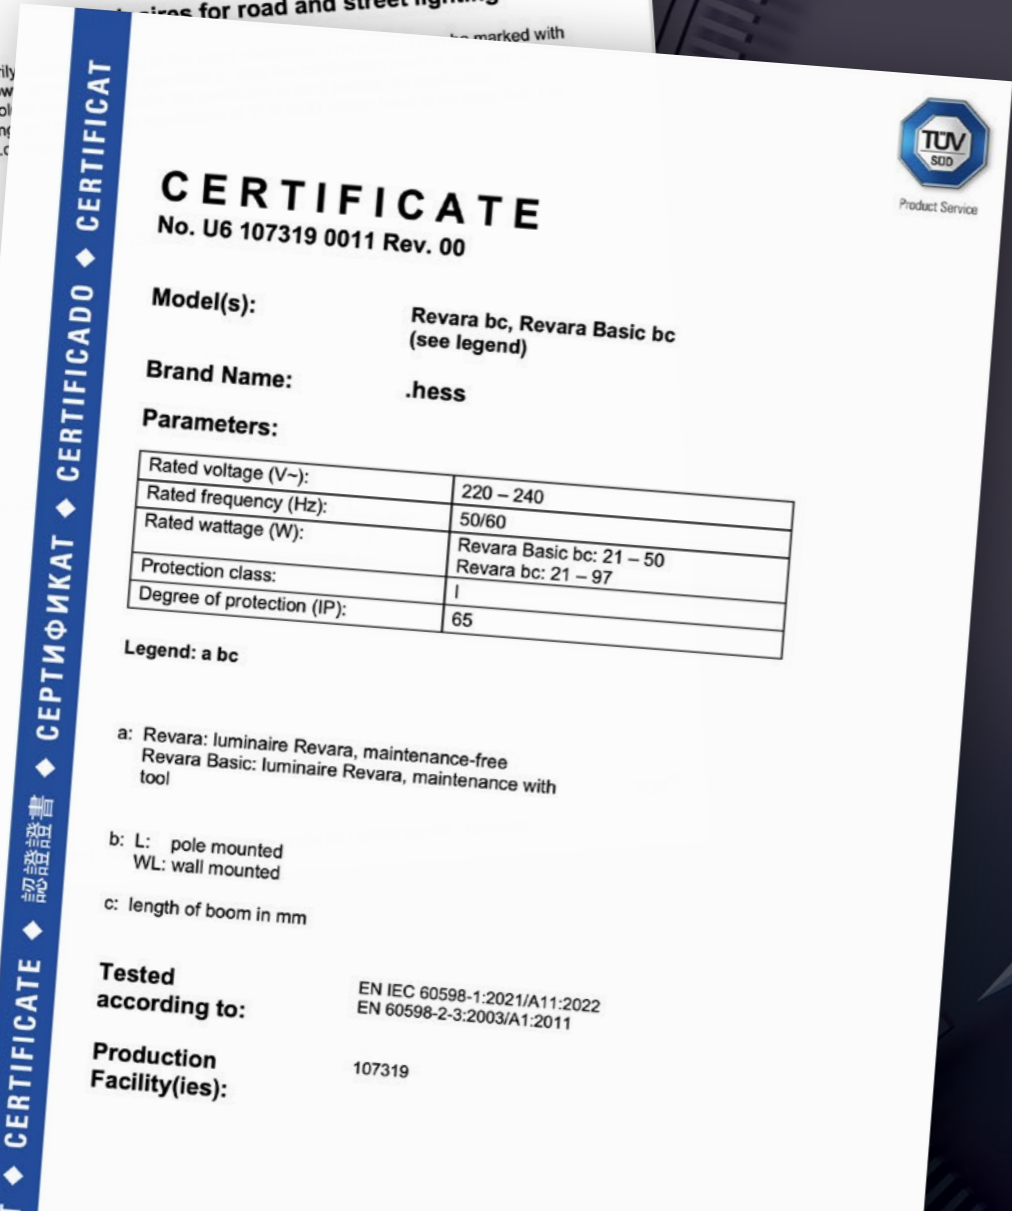 for road and street
marked with
CERTIFICATE
No. U6 107319 0011 Rev. 00
TÜV
SÜD
Product Service
Model(s):
Revara bc, Revara Basic bc
(see legend)
Brand Name:
.hess
Parameters:
Rated voltage (V~): 220 – 240
Rated frequency (Hz): 50/60
Rated wattage (W): Revara Basic bc: 21 – 50
Revara bc: 21 – 97
Protection class: I
Degree of protection (IP): 65
Legend: a bc
a: Revara: luminaire Revara, maintenance-free
Revara Basic: luminaire Revara, maintenance with
tool
b: L: pole mounted
WL: wall mounted
c: length of boom in mm
Tested
according to:
EN IEC 60598-1:2021/A11:2022
EN 60598-2-3:2003/A1:2011
Production
Facility(ies):
107319
◆ CERTIFICATE ◆ 認證證書 ◆ СЕРТИФИКАТ ◆ CERTIFICADO ◆ CERTIFICAT